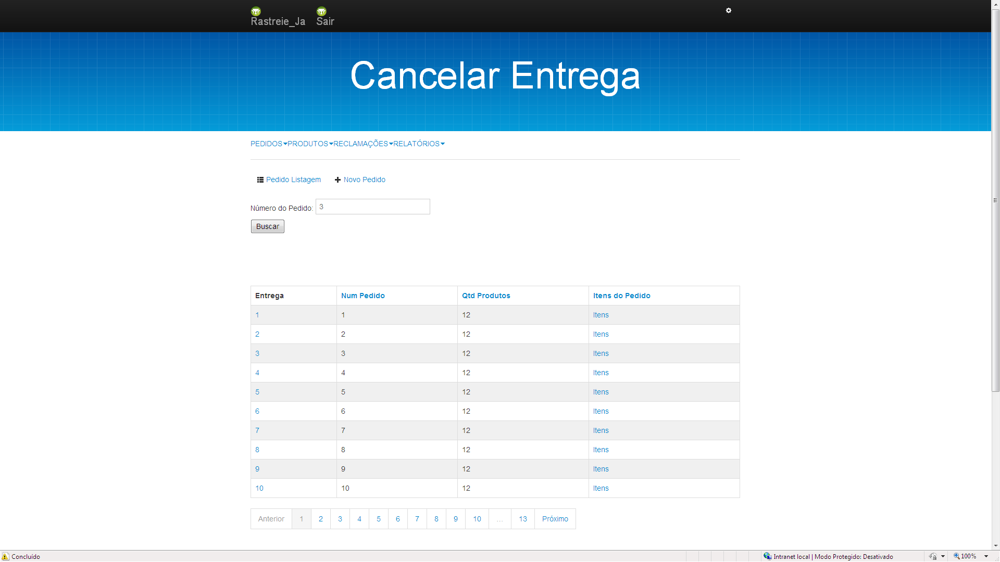 Rastreie_Ja Sair
Cancelar Entrega
PEDIDOS PRODUTOS RECLAMAÇÕES RELATÓRIOS
Pedido Listagem Novo Pedido
Número do Pedido: 3
Buscar
Entrega Num Pedido Qtd Produtos Itens do Pedido
1 1 12 Itens
2 2 12 Itens
3 3 12 Itens
4 4 12 Itens
5 5 12 Itens
6 6 12 Itens
7 7 12 Itens
8 8 12 Itens
9 9 12 Itens
10 10 12 Itens
Anterior 1 2 3 4 5 6 7 8 9 10 ... 13 Próximo
Concluído Intranet local | Modo Protegido: Desativado 100%